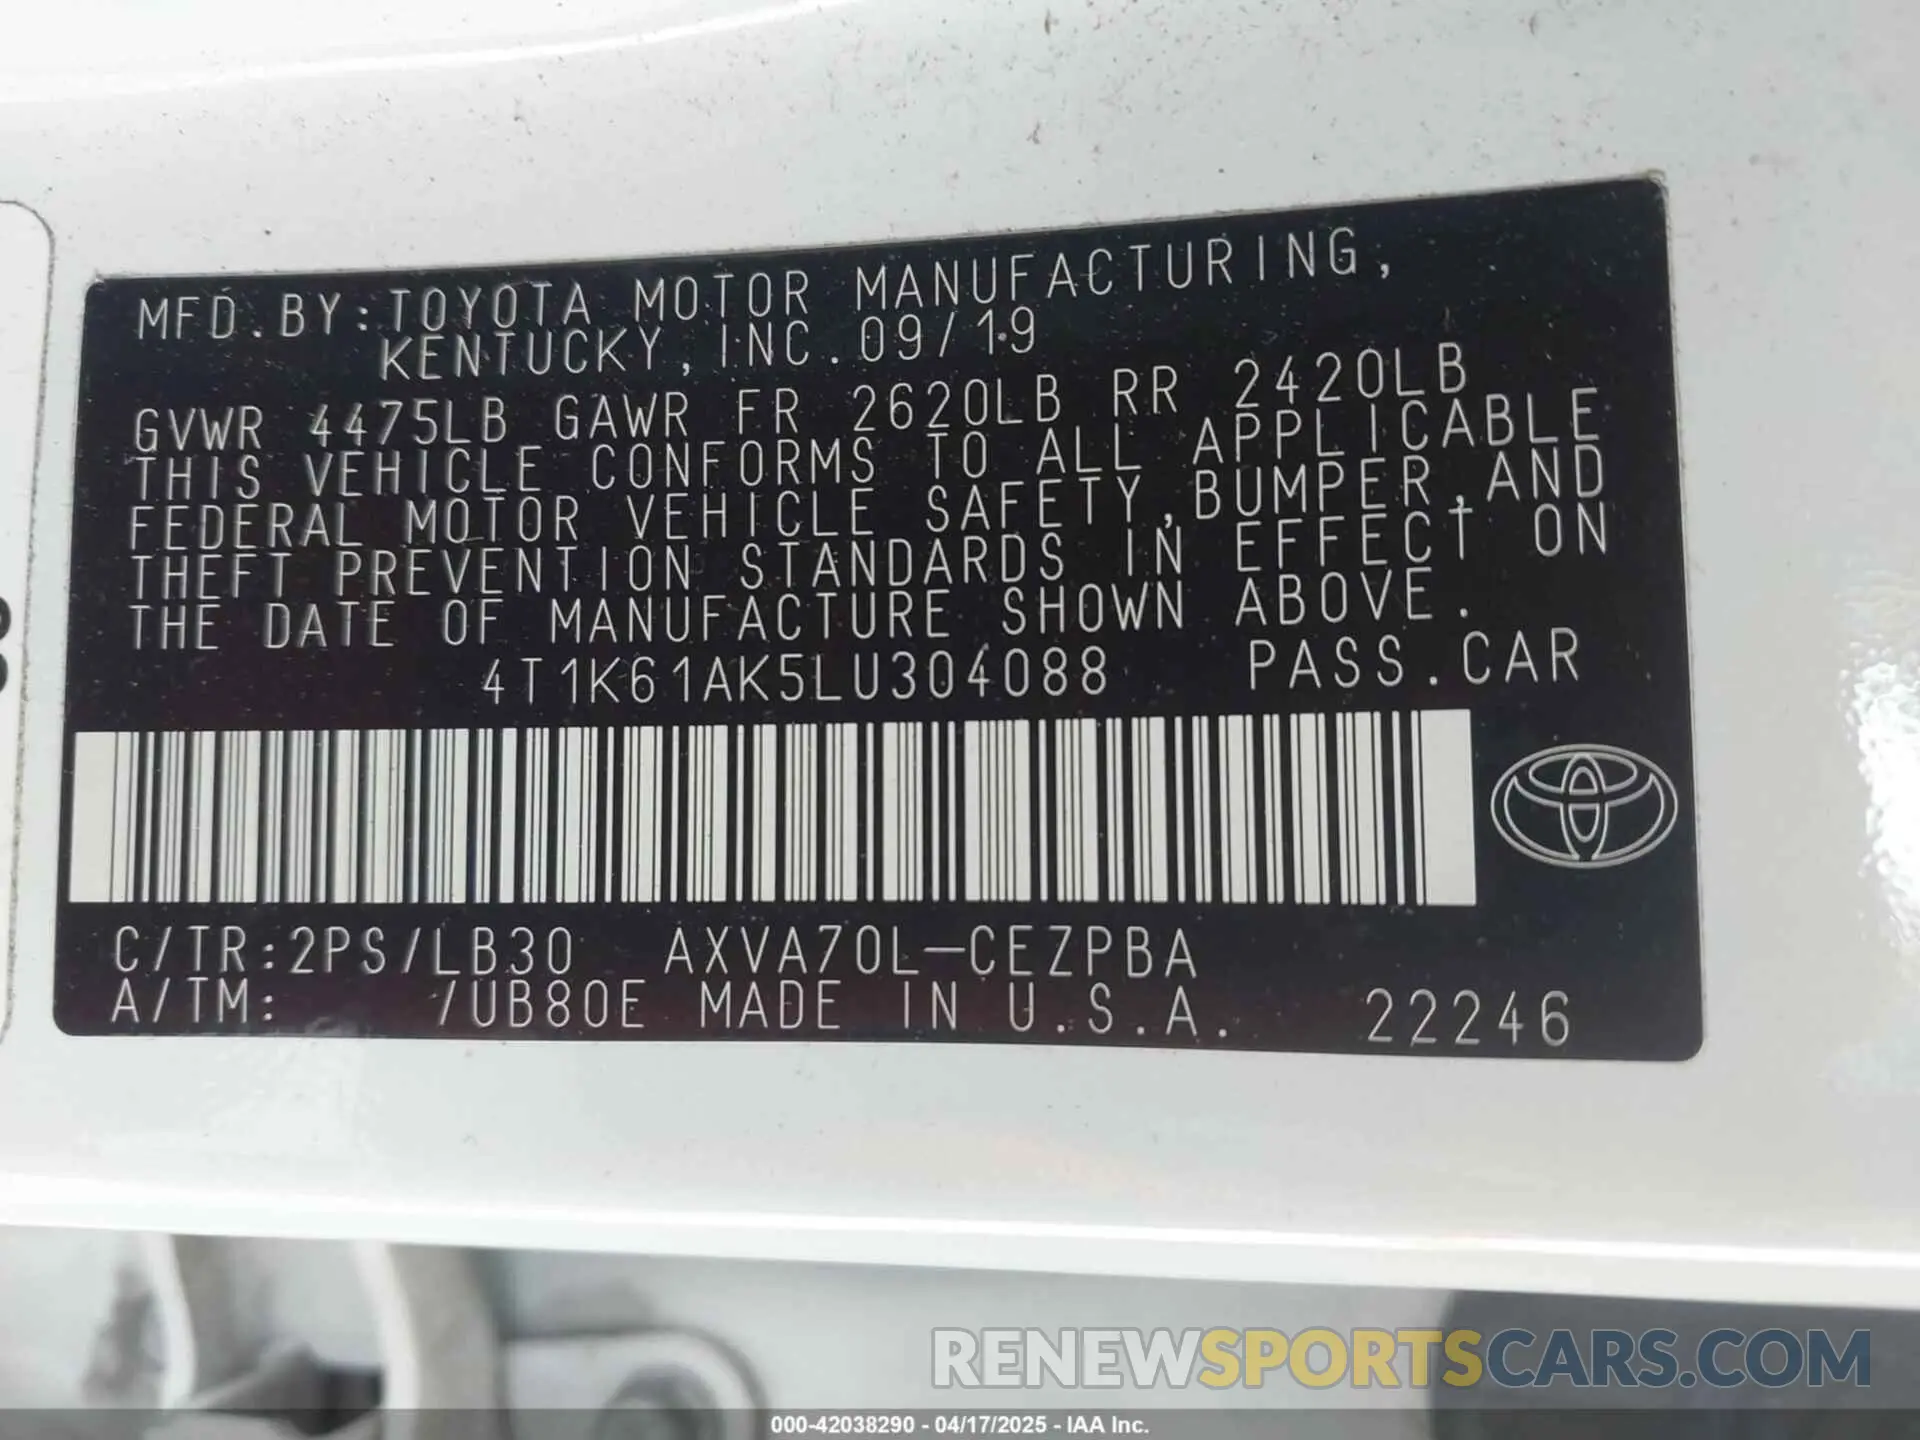 MFD.BY:TOYOTA MOTOR MANUFACTURING,
KENTUCKY, INC. 09/19
GVWR 4475LB GAWR FR 2620LB RR 2420LB
THIS VEHICLE CONFORMS TO ALL APPLICABLE
FEDERAL MOTOR VEHICLE SAFETY,BUMPER,AND
THEFT PREVENTION STANDARDS IN EFFECT ON
THE DATE OF MANUFACTURE SHOWN ABOVE.
4T1K61AK5LU304088 PASS.CAR
C/TR:2PS/LB30 AXVA70L-CEZPBA
A/TM: /UB80E MADE IN U.S.A. 22246
RENEWSPORTSCARS.COM
000-42038290 - 04/17/2025 - IAA Inc.